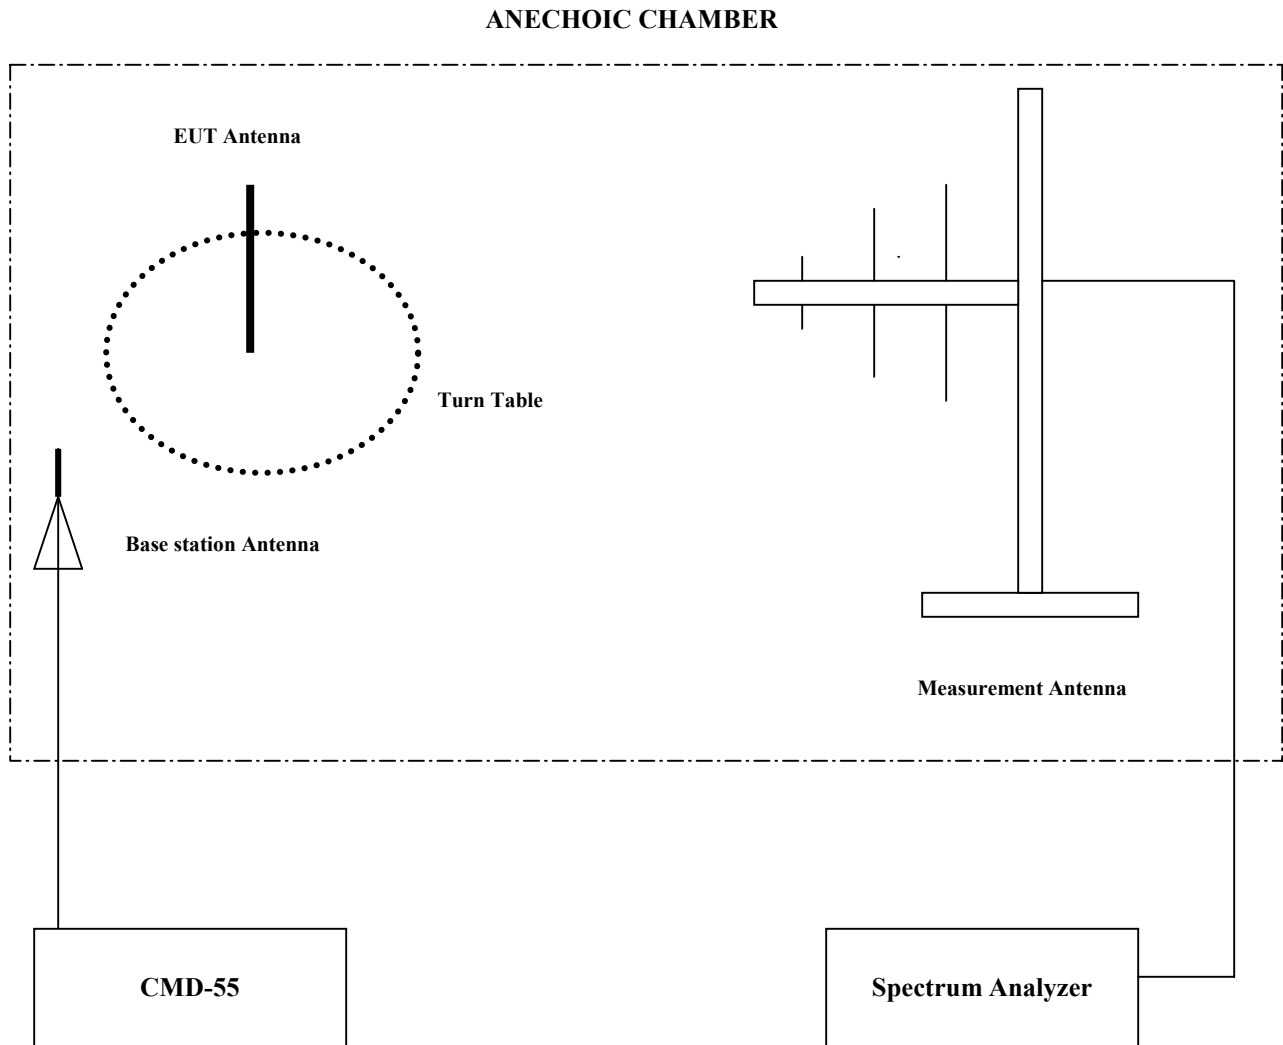 ANECHOIC CHAMBER
EUT Antenna
Turn Table
Base station Antenna
Measurement Antenna
CMD-55
Spectrum Analyzer